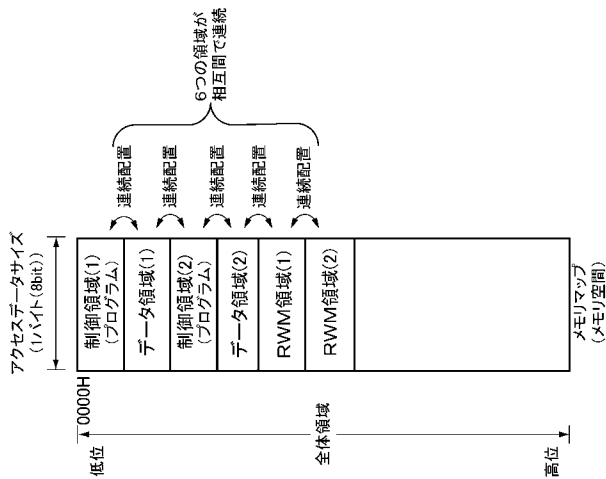 アクセスデータサイズ
(1バイト(8bit))
0000H
低位
全体領域
高位
制御領域(1)
(プログラム)
データ領域(1)
制御領域(2)
(プログラム)
データ領域(2)
RWM領域(1)
RWM領域(2)
連続配置
連続配置
連続配置
連続配置
連続配置
6つの領域が
相互間で連続
メモリマップ
(メモリ空間)